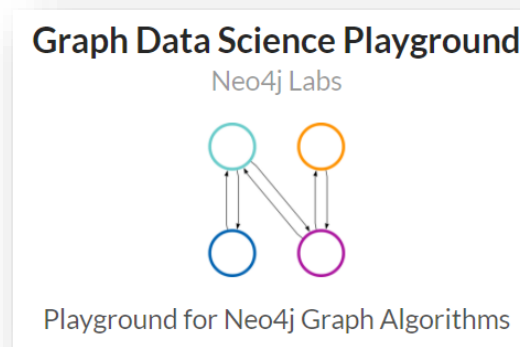 Graph Data Science Playground
Neo4j Labs
Playground for Neo4j Graph Algorithms